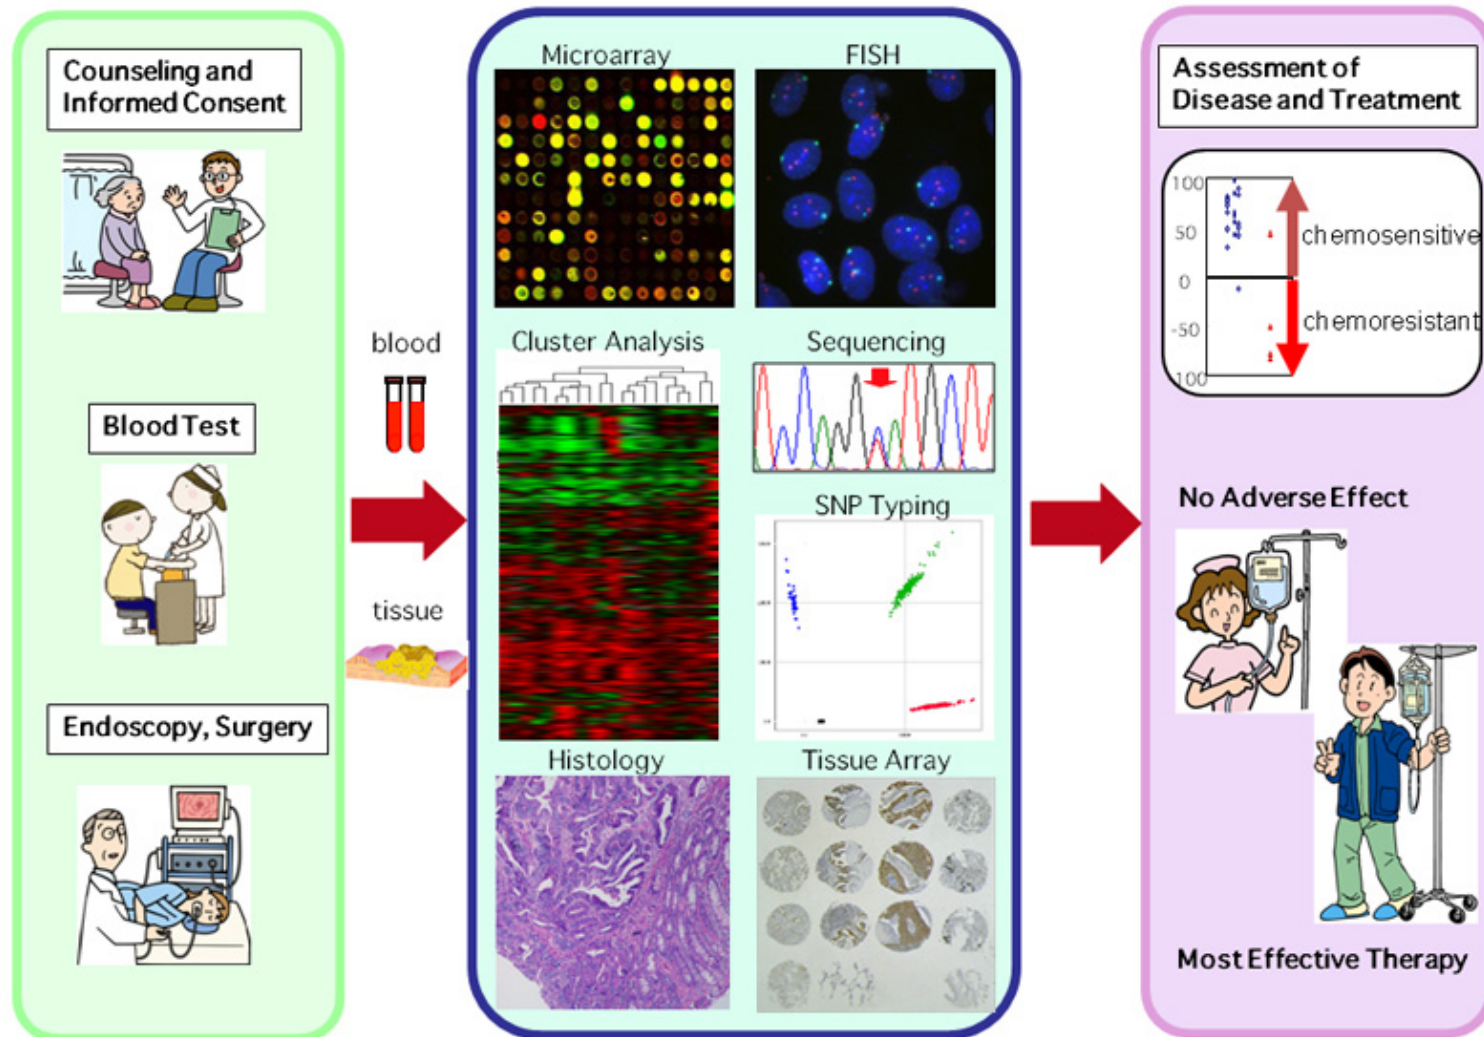 Counseling and
Informed Consent
Blood Test
Endoscopy, Surgery
blood
tissue
Microarray
FISH
Cluster Analysis
Sequencing
SNP Typing
Histology
Tissue Array
Assessment of
Disease and Treatment
100
50
0
-50
100
chemosensitive
chemoresistant
No Adverse Effect
Most Effective Therapy